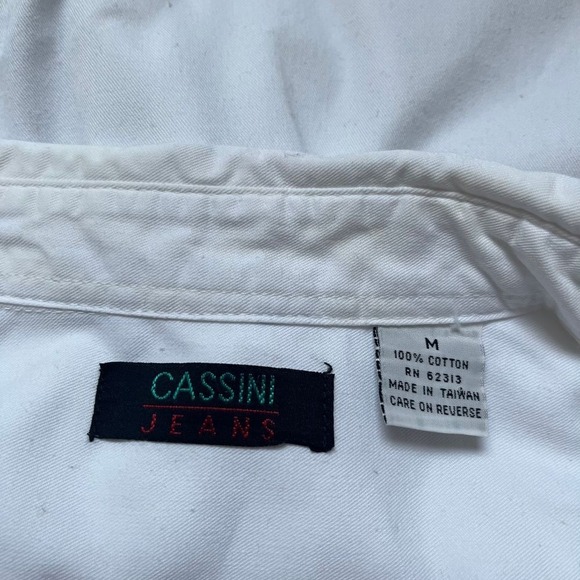 CASSINI
JEANS
M
100% COTTON
RN 62313
MADE IN TAIWAN
CARE ON REVERSE